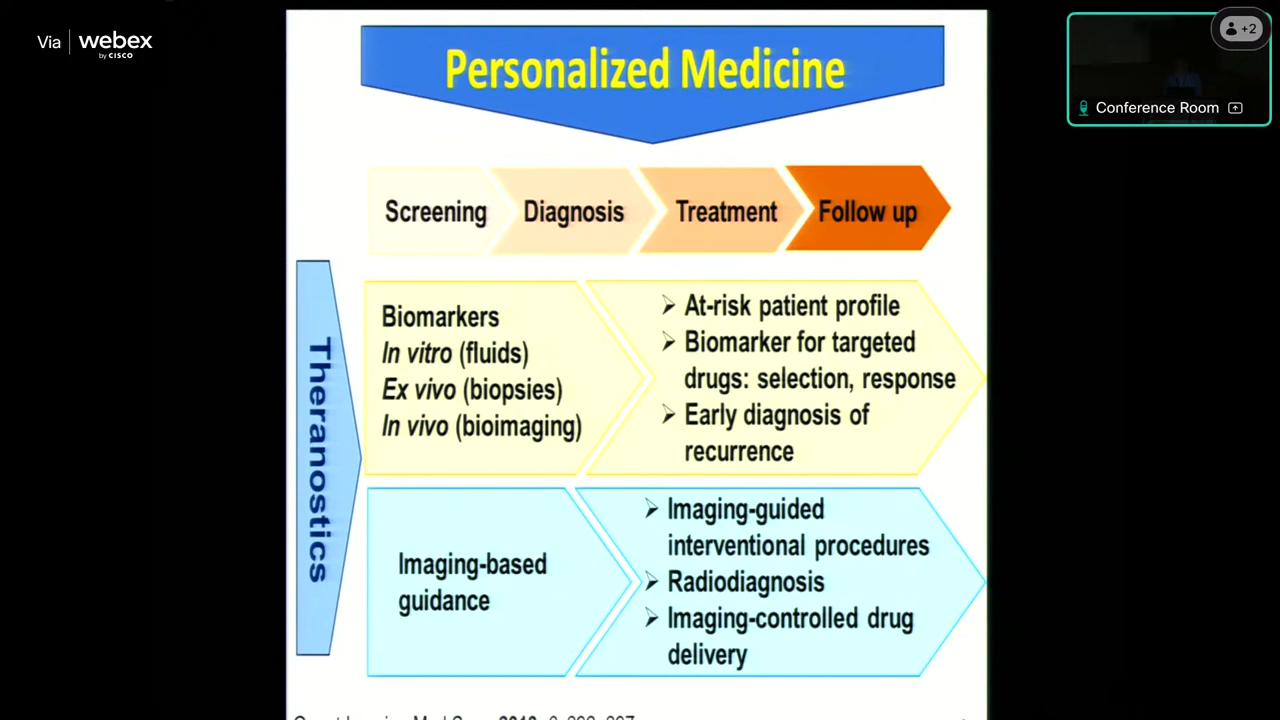 Via | webex
by CISCO
+2
Conference Room
Personalized Medicine
Screening
Diagnosis
Treatment
Follow up
Theranostics
Biomarkers
In vitro (fluids)
Ex vivo (biopsies)
In vivo (bioimaging)
➢ At-risk patient profile
➢ Biomarker for targeted
drugs: selection, response
➢ Early diagnosis of
recurrence
Imaging-based
guidance
➢ Imaging-guided
interventional procedures
➢ Radiodiagnosis
➢ Imaging-controlled drug
delivery